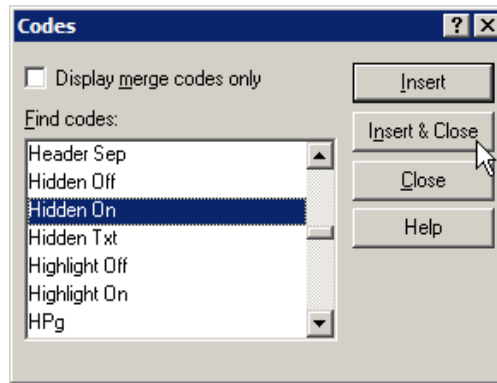 Codes
Display merge codes only
Find codes:
Header Sep
Hidden Off
Hidden On
Hidden Txt
Highlight Off
Highlight On
HPg
Insert
Insert & Close
Close
Help